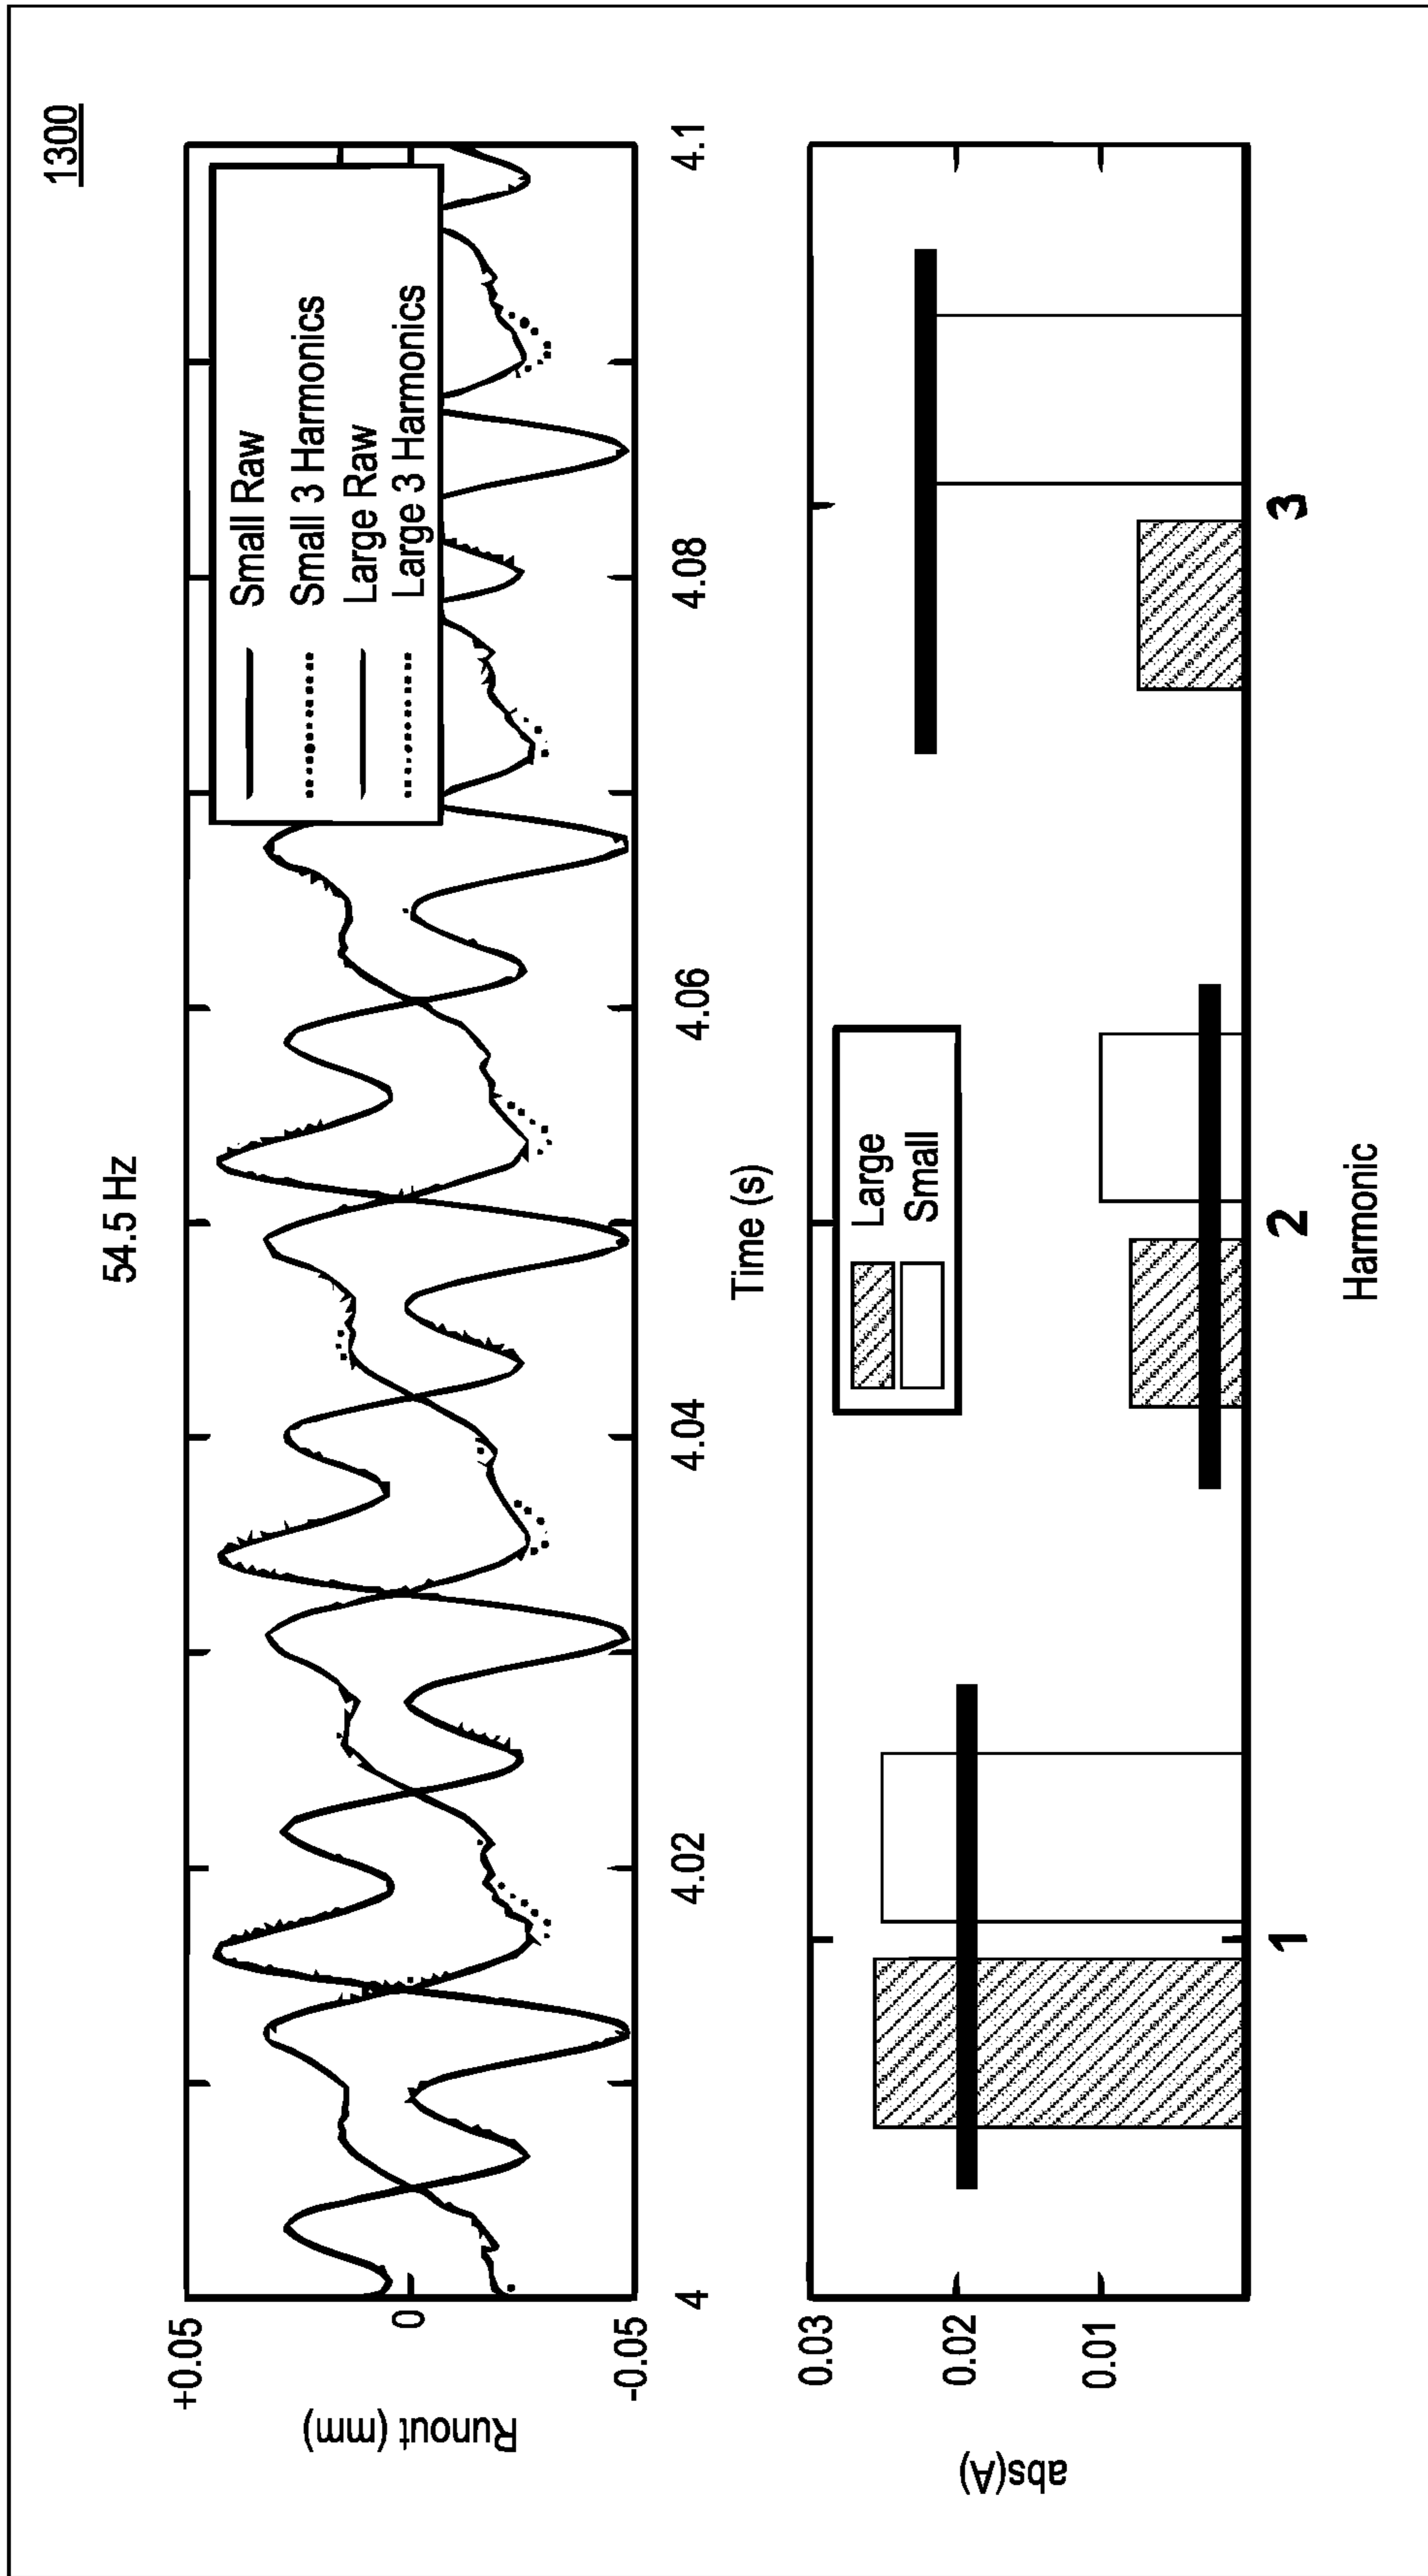 1300
54.5 Hz
+0.05
0
-0.05
Runout (mm)
Small Raw
Small 3 Harmonics
Large Raw
Large 3 Harmonics
4
4.02
4.04
4.06
4.08
4.1
Time (s)
0.03
0.02
0.01
abs(A)
Large
Small
1
2
3
Harmonic